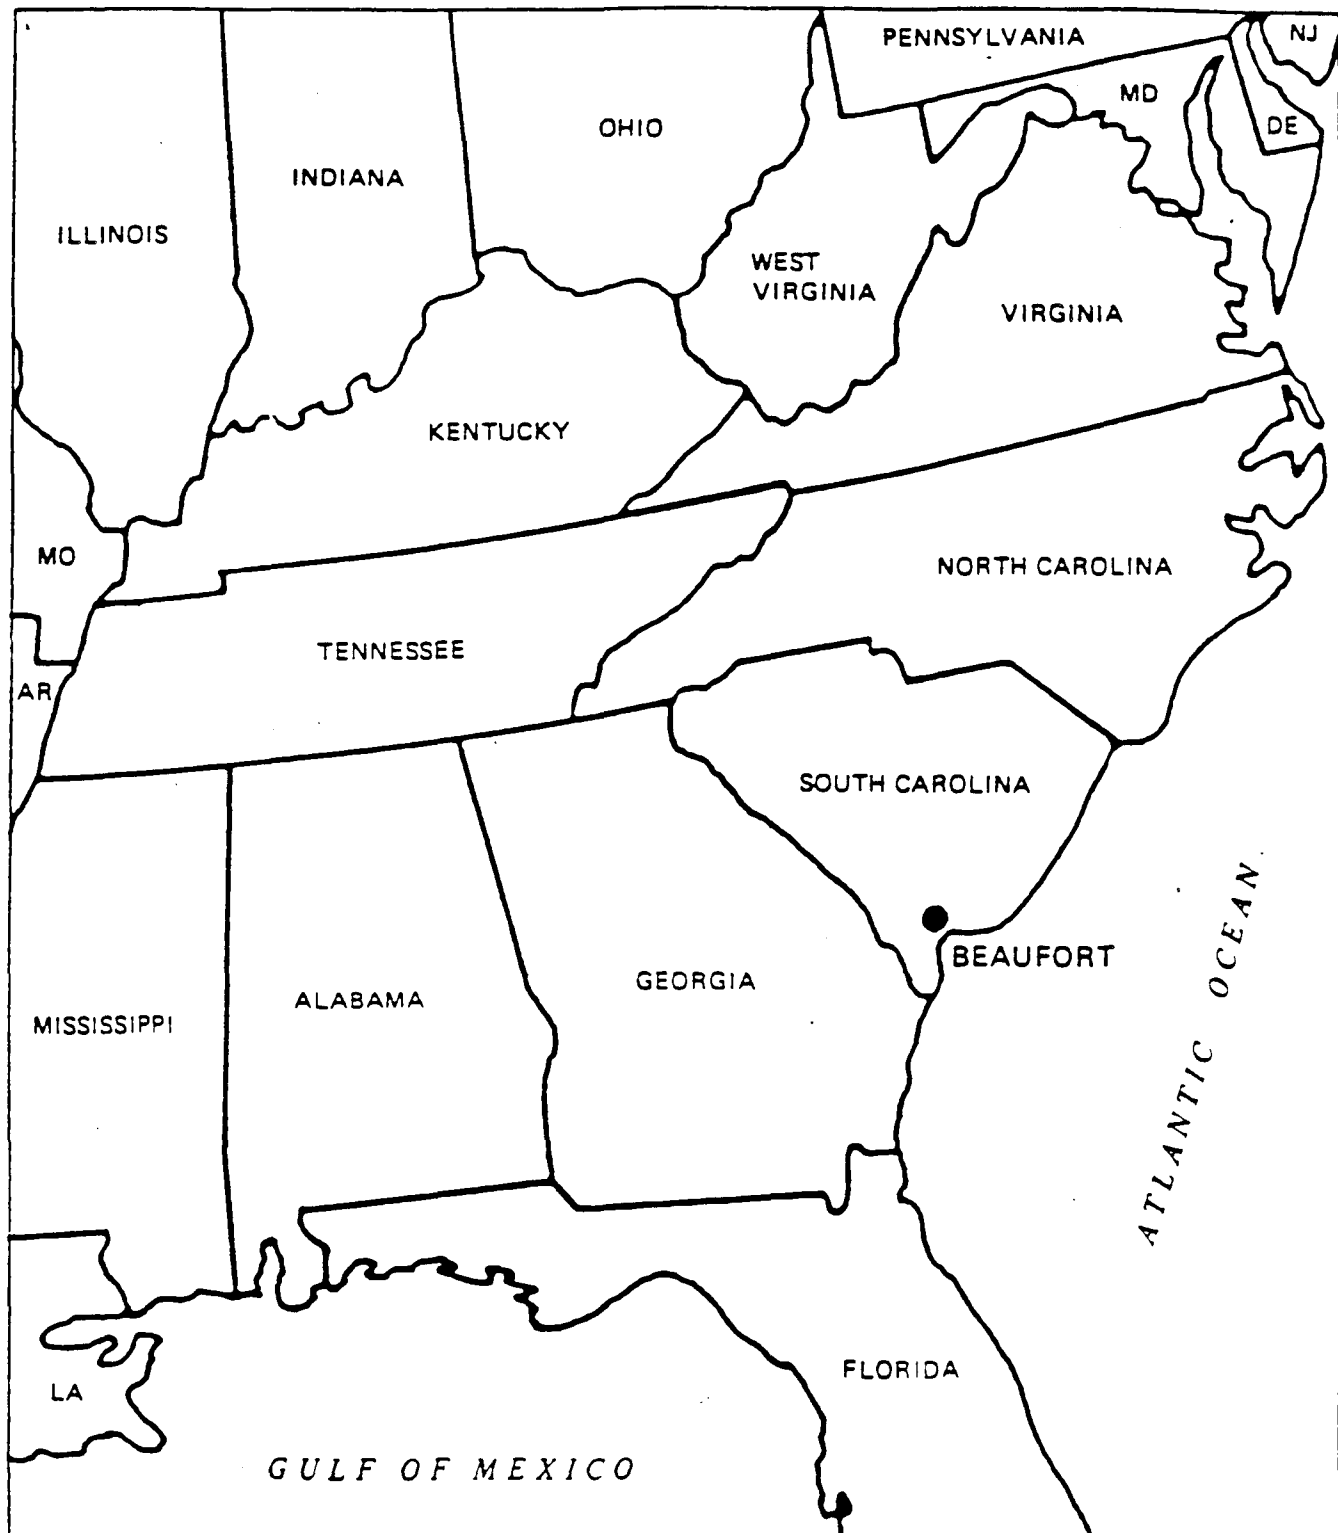 PENNSYLVANIA
NJ
MD
DE
OHIO
INDIANA
ILLINOIS
WEST
VIRGINIA
VIRGINIA
KENTUCKY
MO
NORTH CAROLINA
TENNESSEE
AR
SOUTH CAROLINA
BEAUFORT
GEORGIA
ALABAMA
MISSISSIPPI
ATLANTIC OCEAN
FLORIDA
LA
GULF OF MEXICO